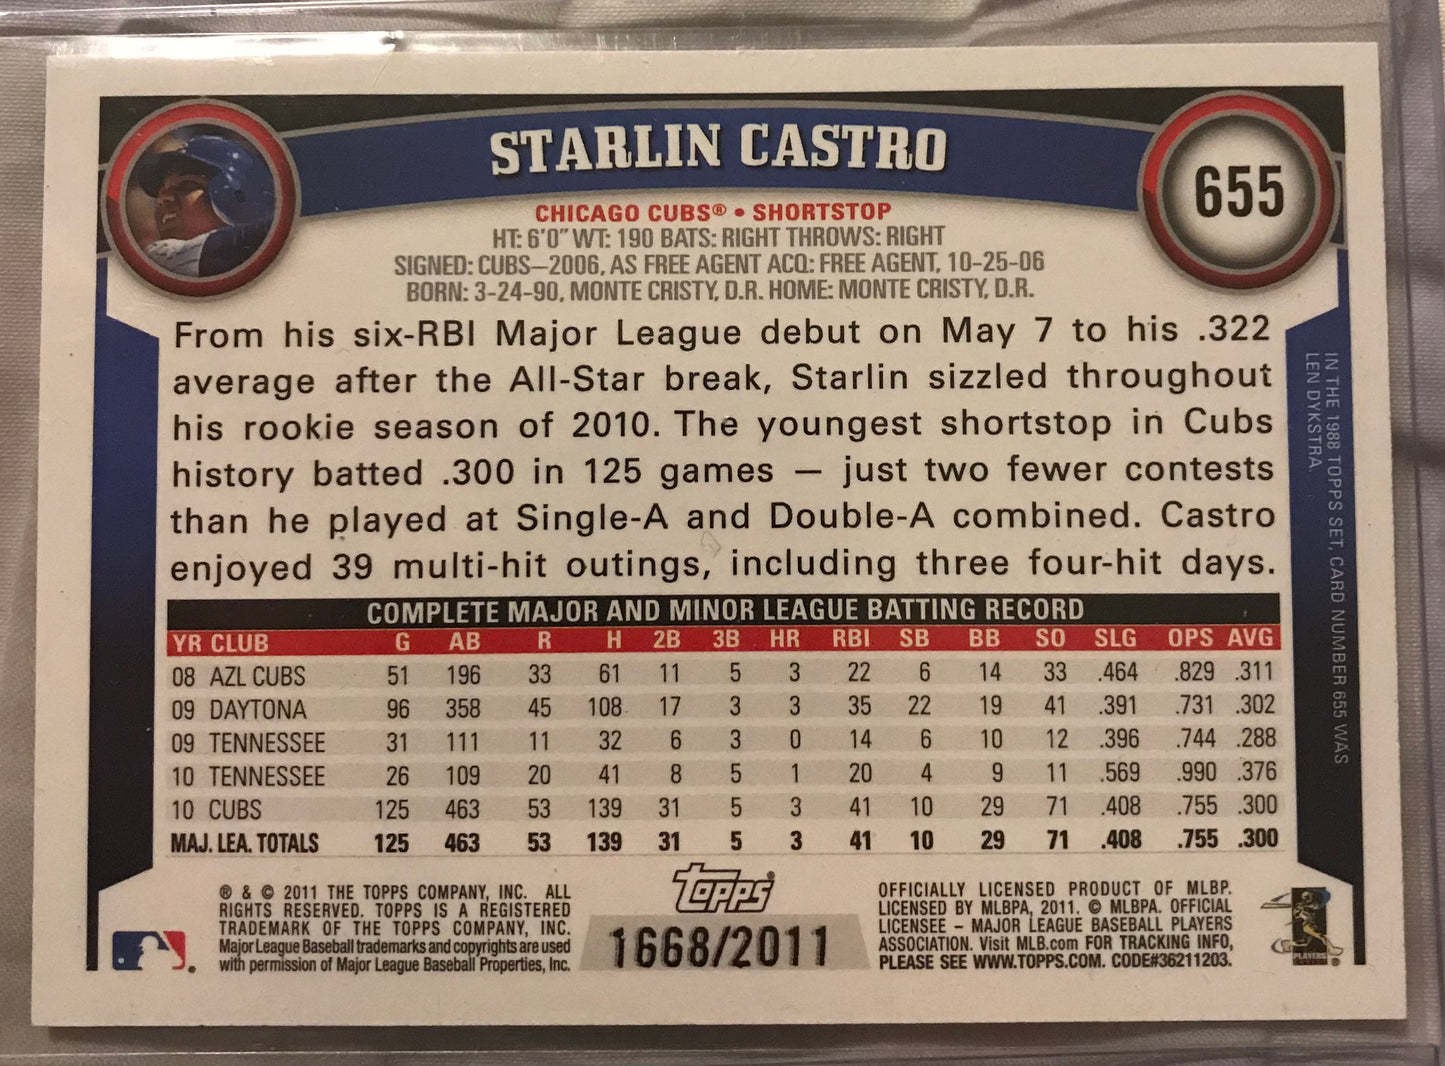 STARLIN CASTRO
655
CHICAGO CUBS® • SHORTSTOP
HT: 6'0" WT: 190 BATS: RIGHT THROWS: RIGHT
SIGNED: CUBS—2006, AS FREE AGENT ACQ: FREE AGENT, 10-25-06
BORN: 3-24-90, MONTE CRISTY, D.R. HOME: MONTE CRISTY, D.R.
From his six-RBI Major League debut on May 7 to his .322
average after the All-Star break, Starlin sizzled throughout
his rookie season of 2010. The youngest shortstop in Cubs
history batted .300 in 125 games — just two fewer contests
than he played at Single-A and Double-A combined. Castro
enjoyed 39 multi-hit outings, including three four-hit days.
IN THE 1988 TOPPS SET, CARD NUMBER 655 WAS
LEN DYKSTRA.
COMPLETE MAJOR AND MINOR LEAGUE BATTING RECORD
YR CLUB G AB R H 2B 3B HR RBI SB BB SO SLG OPS AVG
08 AZL CUBS 51 196 33 61 11 5 3 22 6 14 33 .464 .829 .311
09 DAYTONA 96 358 45 108 17 3 3 35 22 19 41 .391 .731 .302
09 TENNESSEE 31 111 11 32 6 3 0 14 6 10 12 .396 .744 .288
10 TENNESSEE 26 109 20 41 8 5 1 20 4 9 11 .569 .990 .376
10 CUBS 125 463 53 139 31 5 3 41 10 29 71 .408 .755 .300
MAJ. LEA. TOTALS 125 463 53 139 31 5 3 41 10 29 71 .408 .755 .300
® & © 2011 THE TOPPS COMPANY, INC. ALL
RIGHTS RESERVED. TOPPS IS A REGISTERED
TRADEMARK OF THE TOPPS COMPANY, INC.
Major League Baseball trademarks and copyrights are used
with permission of Major League Baseball Properties, Inc.
Topps®
1668/2011
OFFICIALLY LICENSED PRODUCT OF MLBP.
LICENSED BY MLBPA, 2011. © MLBPA. OFFICIAL
LICENSEE - MAJOR LEAGUE BASEBALL PLAYERS
ASSOCIATION. Visit MLB.com FOR TRACKING INFO,
PLEASE SEE WWW.TOPPS.COM. CODE#36211203.
PLAYERS ®